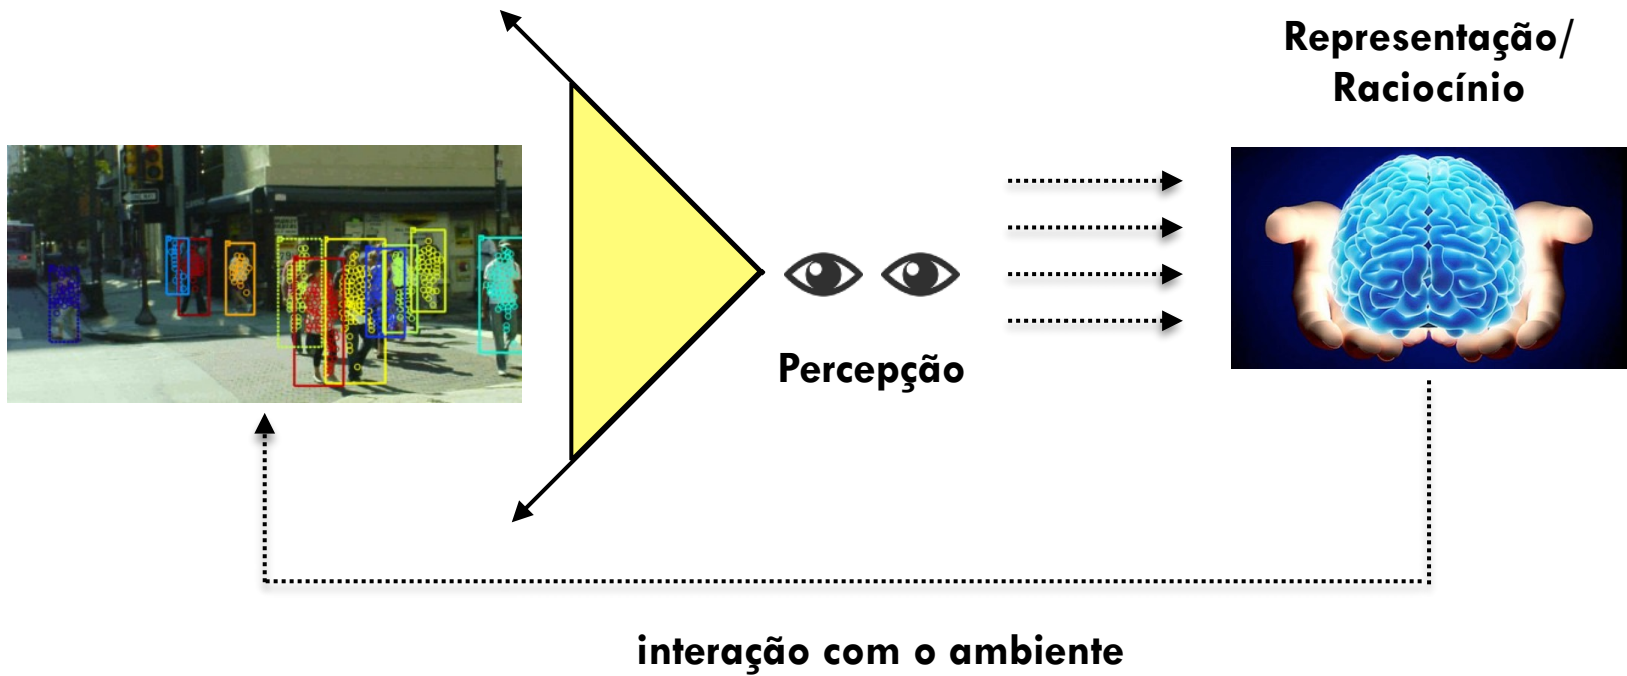 Representação/
Raciocínio
Percepção
interação com o ambiente